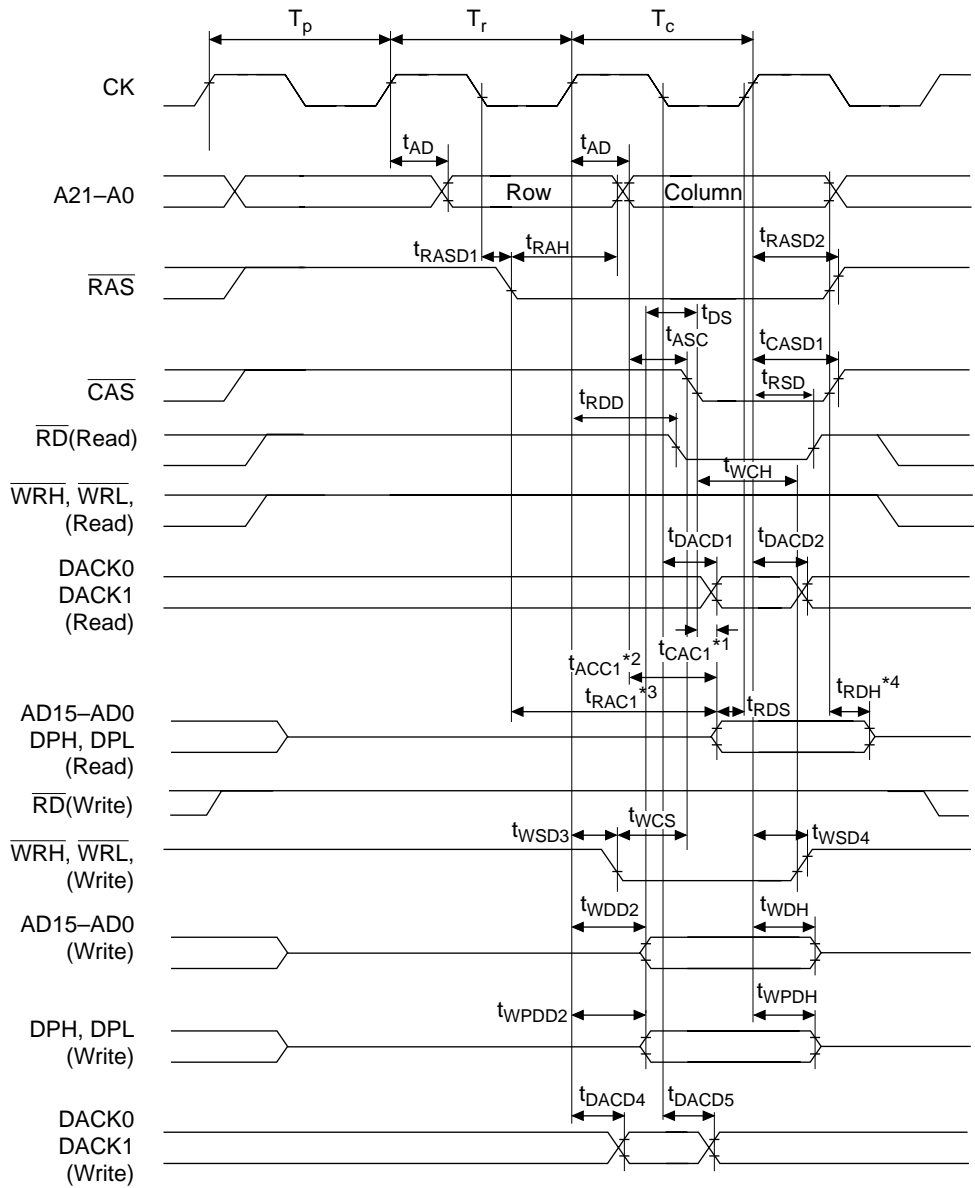 Tp Tr Tc
CK
tAD tAD
A21–A0 Row Column
tRASD1 tRAH tRASD2
RAS
tDS
tASC tCASD1
CAS
tRDD tRSD
RD(Read)
tWCH
WRH, WRL,
(Read)
tDACD1 tDACD2
DACK0
DACK1
(Read)
tCAC1*1
tACC1*2
tRAC1*3 tRDS tRDH*4
AD15–AD0
DPH, DPL
(Read)
RD(Write)
tWSD3 tWCS tWSD4
WRH, WRL,
(Write)
tWDD2 tWDH
AD15–AD0
(Write)
tWPDD2 tWPDH
DPH, DPL
(Write)
tDACD4 tDACD5
DACK0
DACK1
(Write)